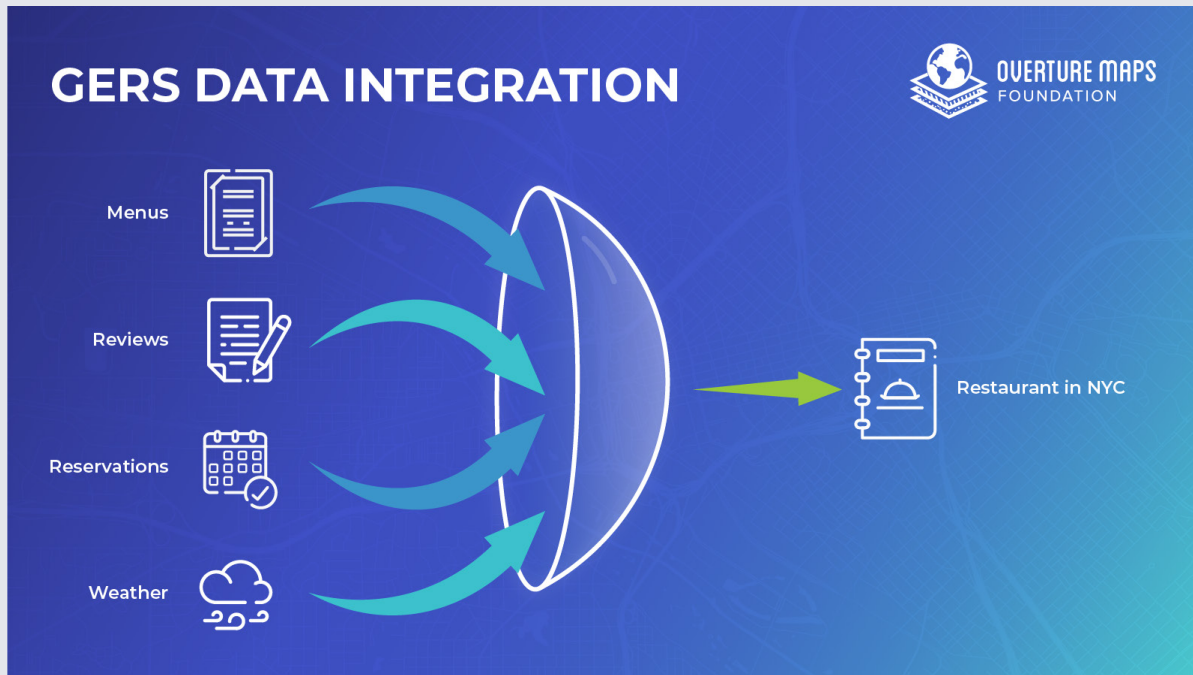 GERS DATA INTEGRATION
OVERTURE MAPS
FOUNDATION
Menus
Reviews
Reservations
Weather
Restaurant in NYC